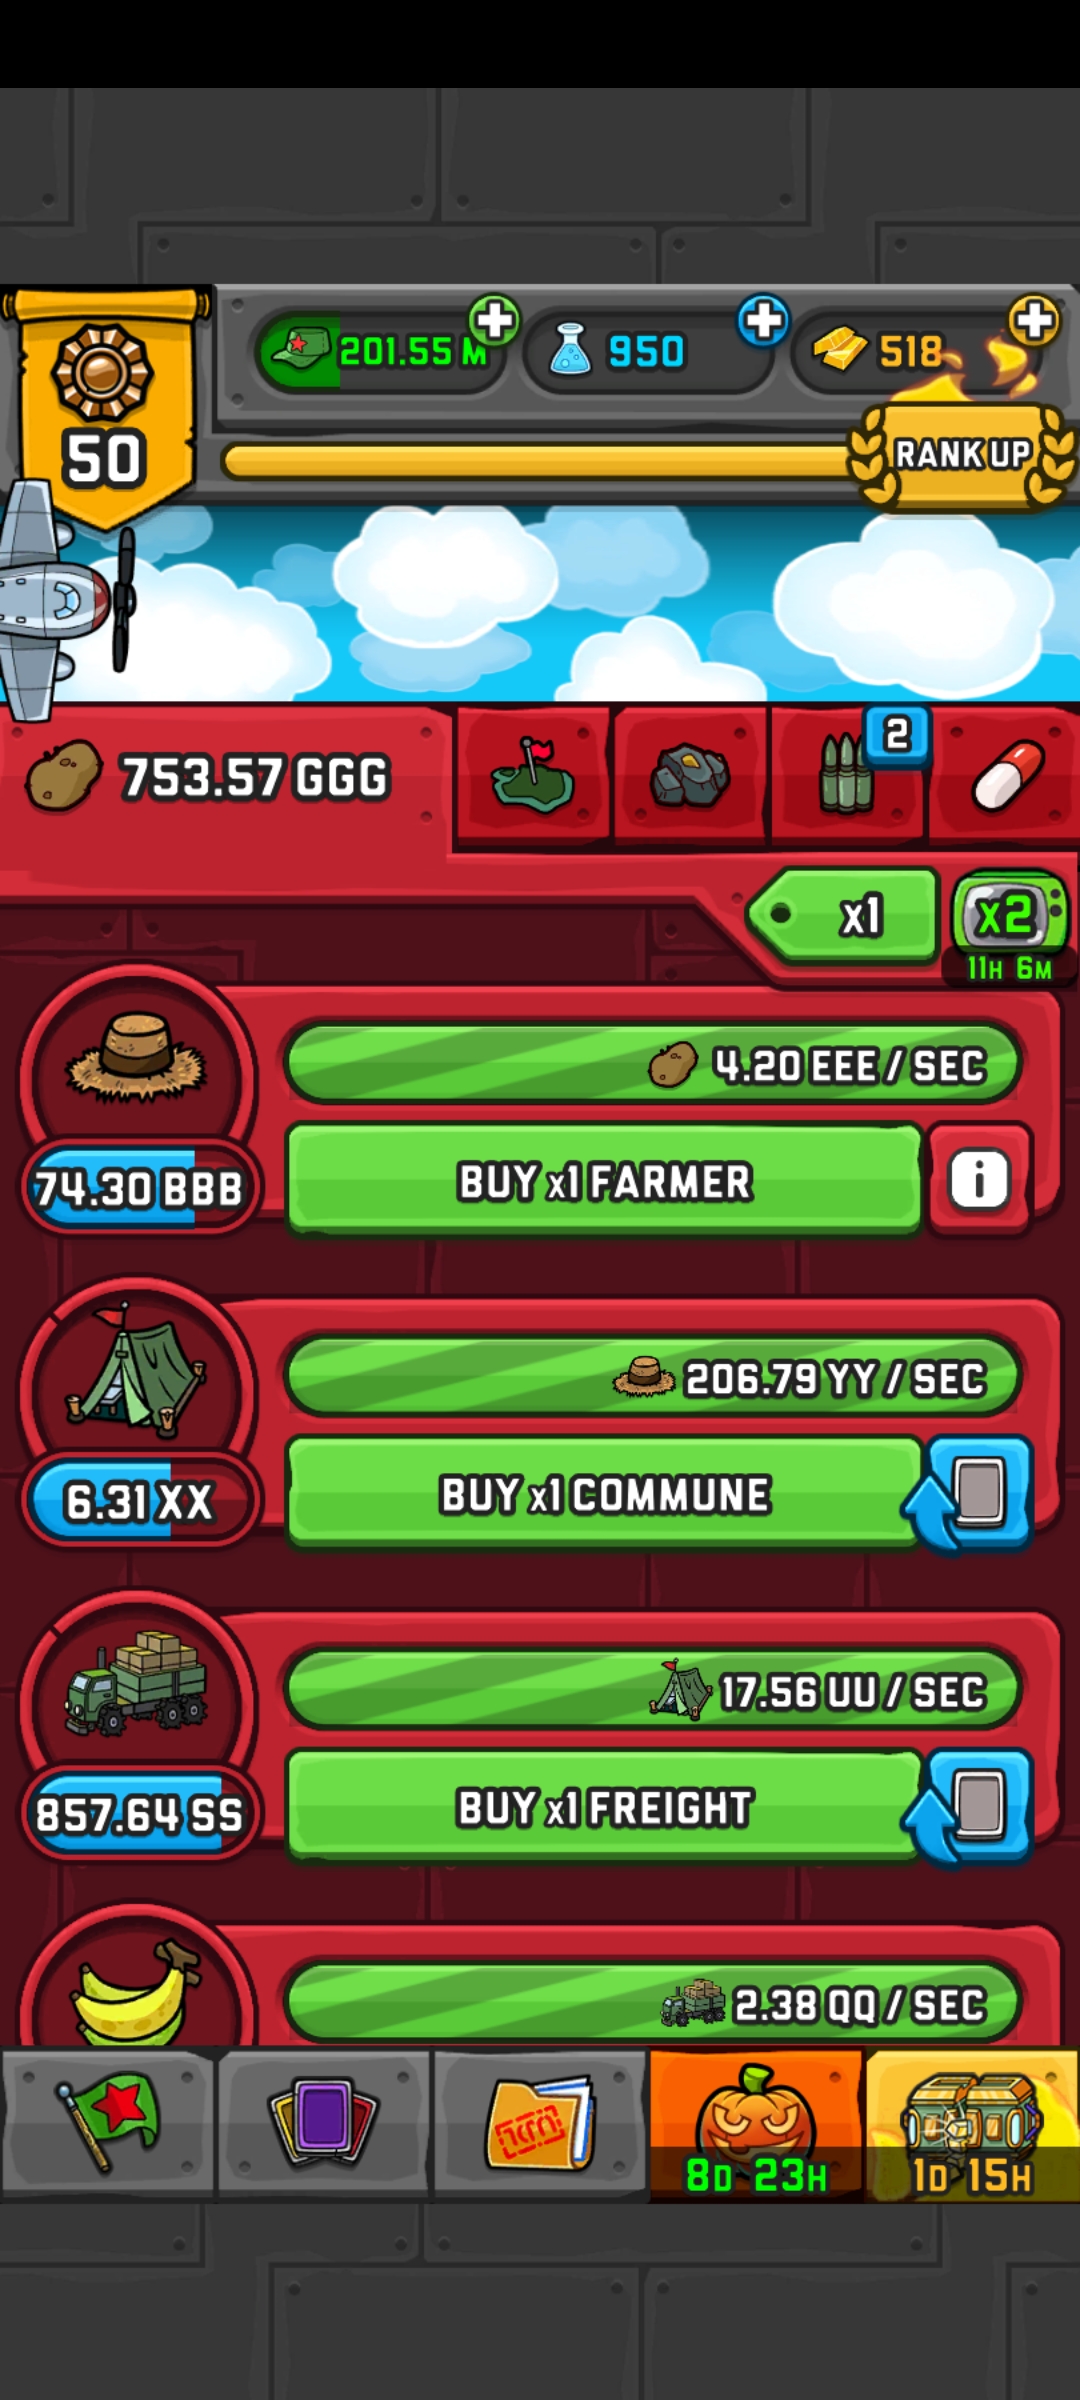 201.55 M
950
518
50
RANK UP
753.57 GGG
2
x1
x2
11H 6M
4.20 EEE / SEC
74.30 BBB
BUY x1 FARMER
i
206.79 YY / SEC
6.31 XX
BUY x1 COMMUNE
17.56 UU / SEC
857.64 SS
BUY x1 FREIGHT
2.38 QQ / SEC
8D 23H
1D 15H